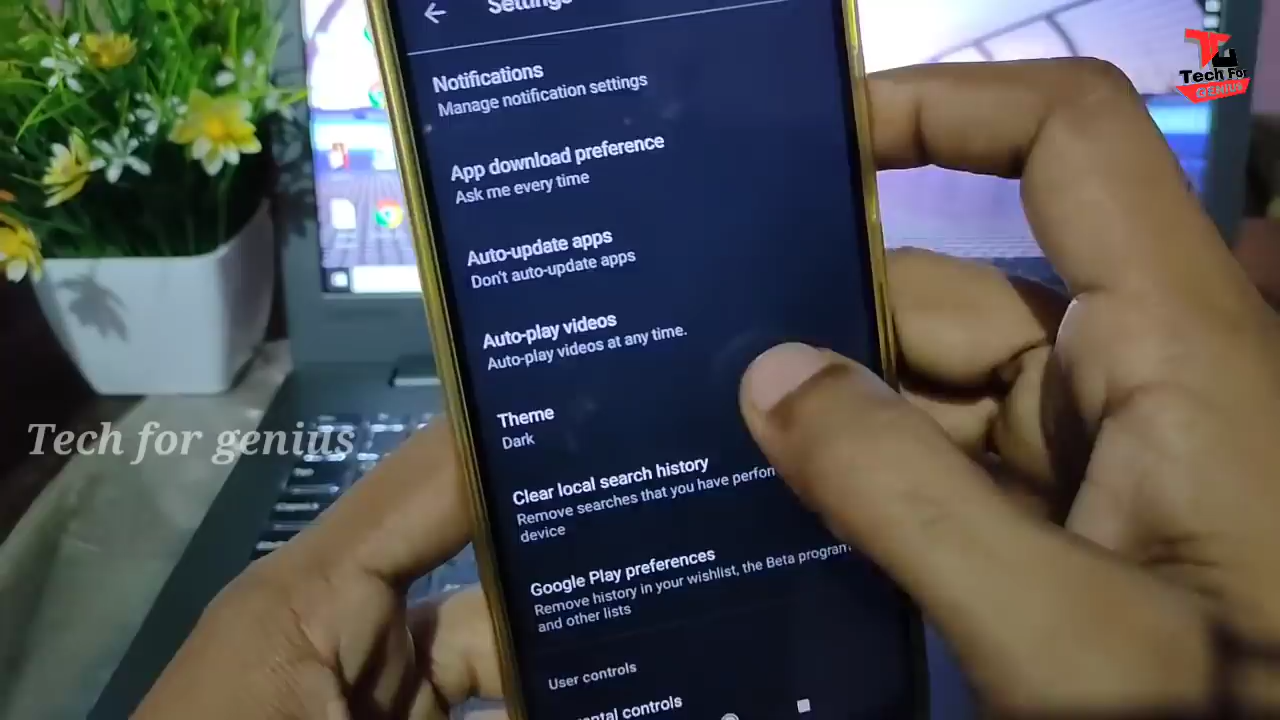 Settings
Notifications
Manage notification settings
App download preference
Ask me every time
Auto-update apps
Don't auto-update apps
Auto-play videos
Auto-play videos at any time.
Theme
Dark
Clear local search history
Remove searches that you have
device
Google Play preferences
Remove history in your wishlist, the Beta program
and other lists
User controls
controls
Tech For
GENIUS
Tech for genius